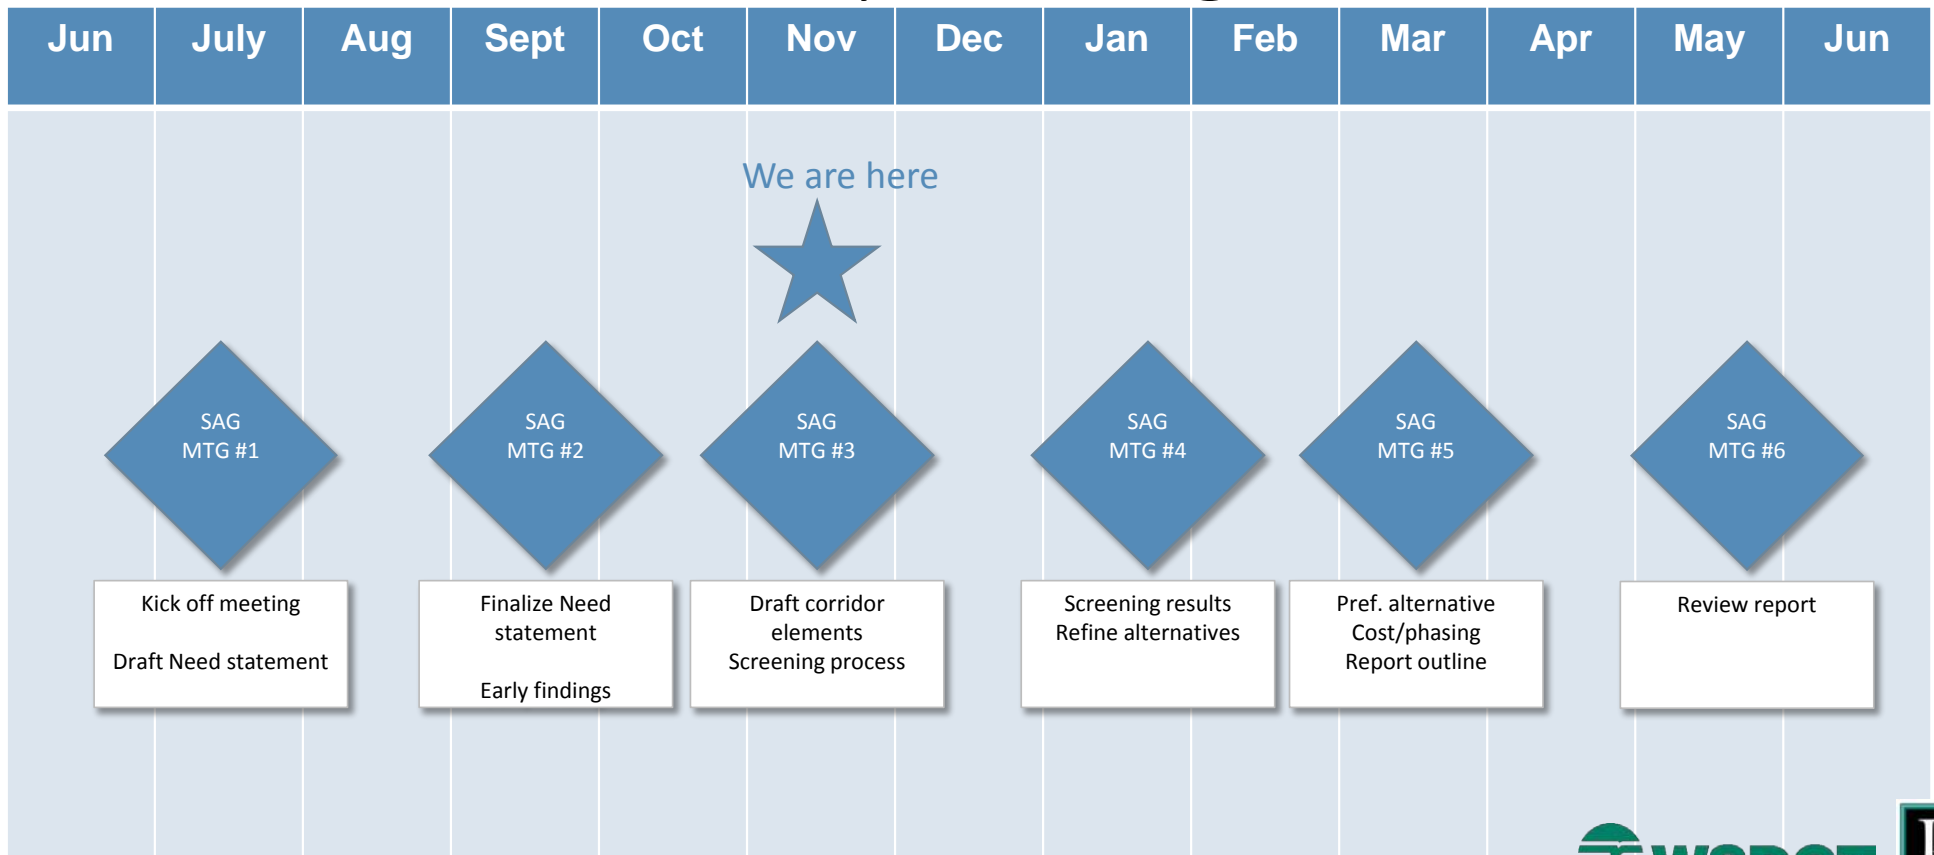 Jun July Aug Sept Oct Nov Dec Jan Feb Mar Apr May Jun
We are here
SAG
MTG #1
SAG
MTG #2
SAG
MTG #3
SAG
MTG #4
SAG
MTG #5
SAG
MTG #6
Kick off meeting
Draft Need statement
Finalize Need
statement
Early findings
Draft corridor
elements
Screening process
Screening results
Refine alternatives
Pref. alternative
Cost/phasing
Report outline
Review report
WSDOT